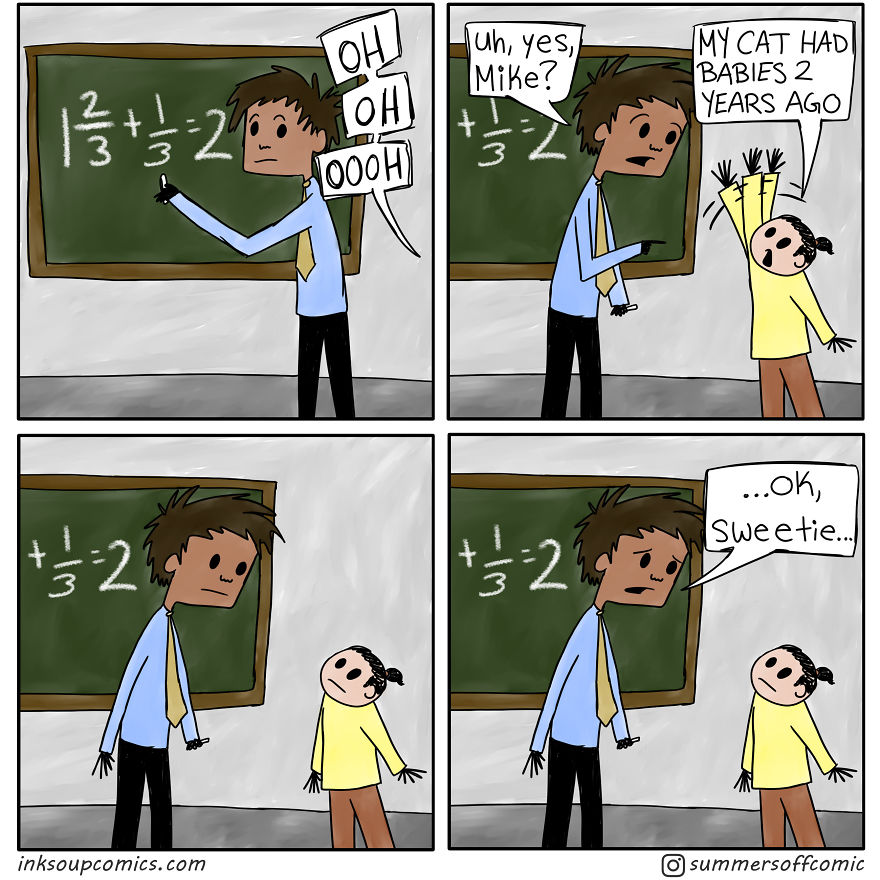 OH
OH
OOOH
1 2/3 + 1/3 = 2
uh, yes,
Mike?
MY CAT HAD
BABIES 2
YEARS AGO
+ 1/3 = 2
+ 1/3 = 2
...OK,
Sweetie...
+ 1/3 = 2
inksoupcomics.com
summersoffcomic